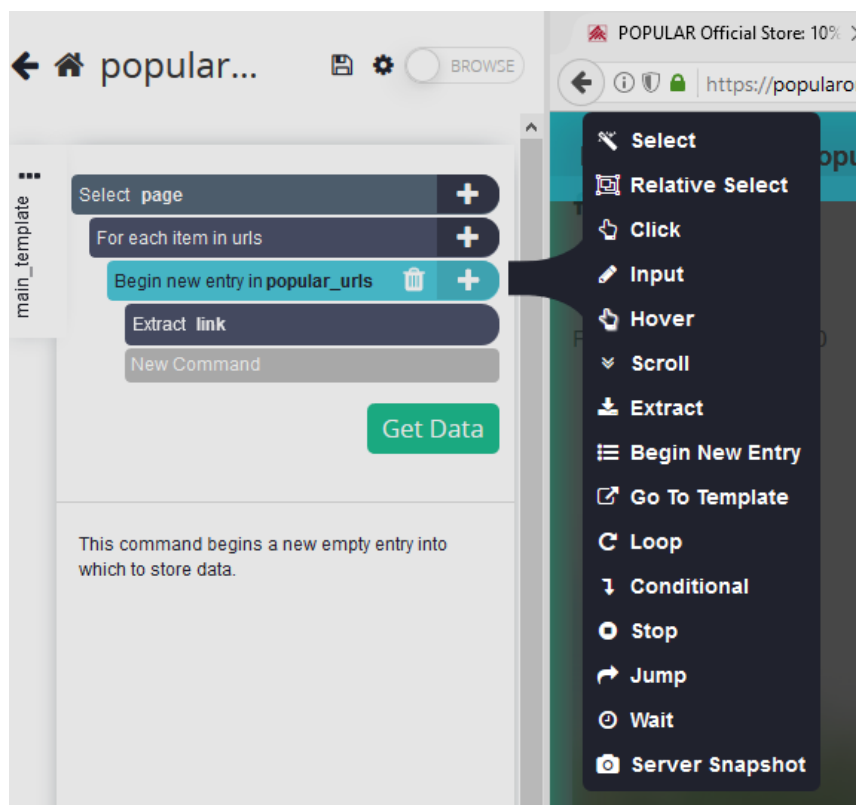 popular...
BROWSE
main_template
Select page
For each item in urls
Begin new entry in popular_urls
Extract link
New Command
Get Data
This command begins a new empty entry into
which to store data.
POPULAR Official Store: 10%
https://popularo
Select
Relative Select
Click
Input
Hover
Scroll
Extract
Begin New Entry
Go To Template
Loop
Conditional
Stop
Jump
Wait
Server Snapshot